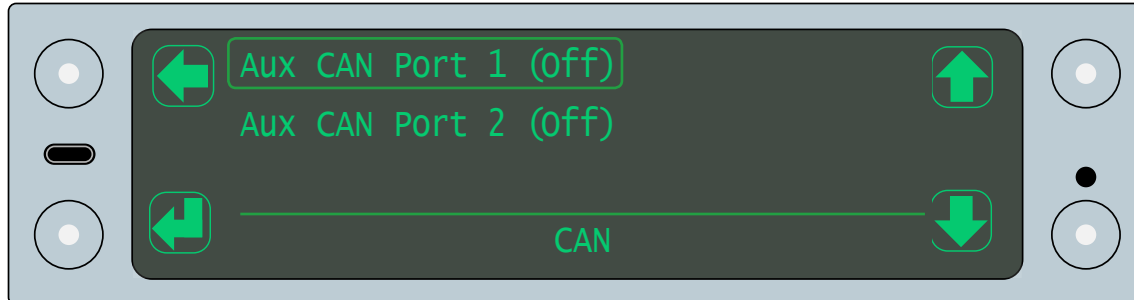 Aux CAN Port 1 (Off)
Aux CAN Port 2 (Off)
CAN